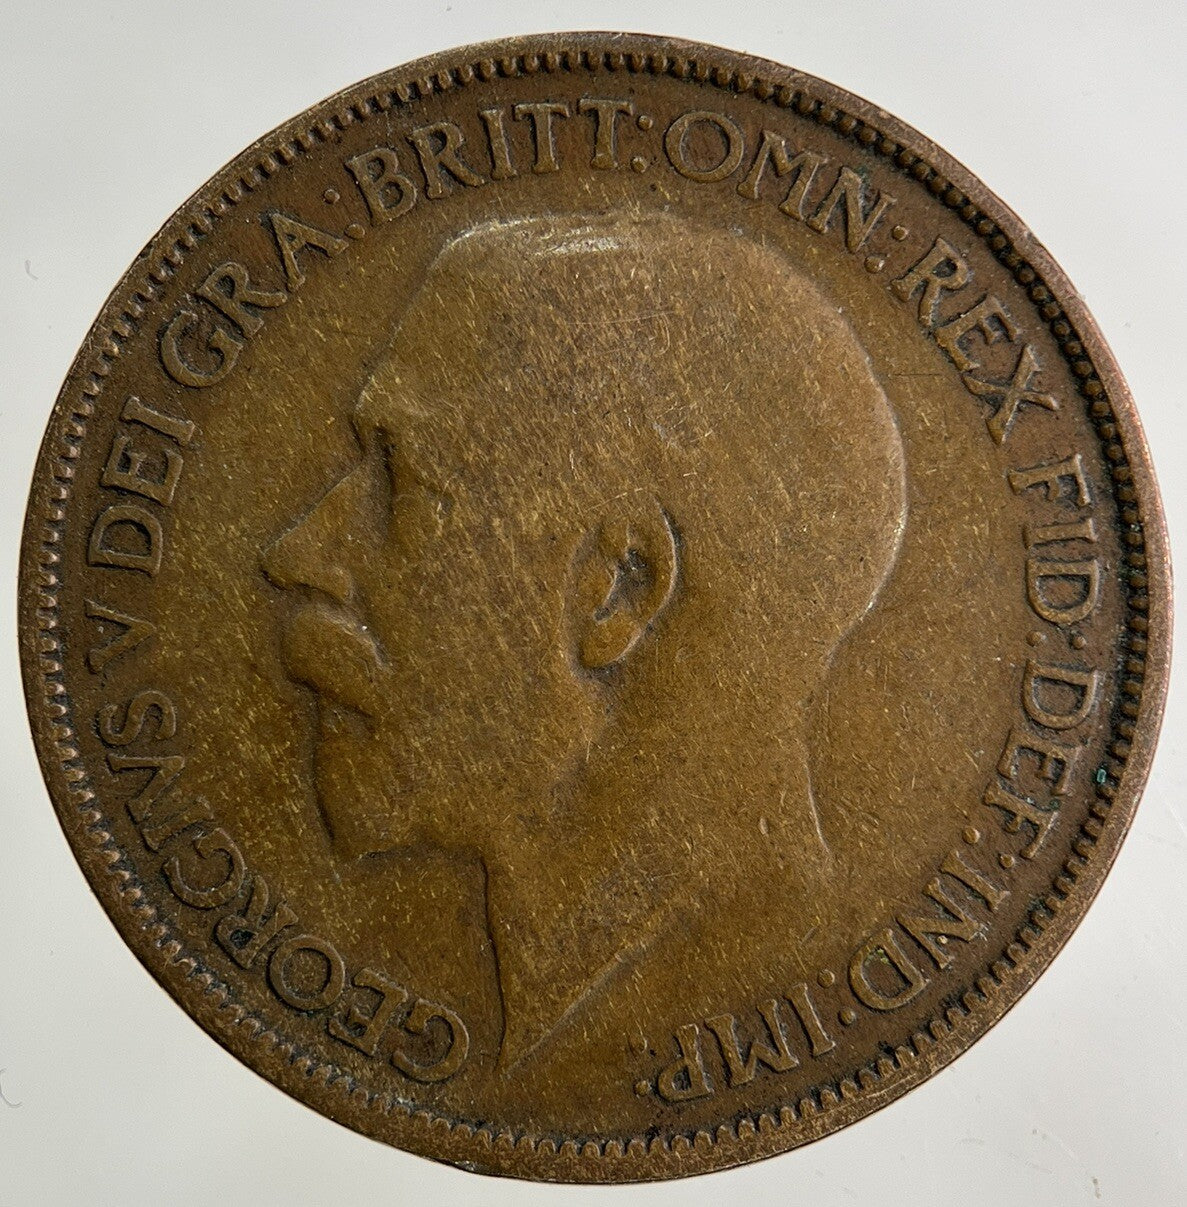 GEORGIVS V DEI GRA: BRITT: OMN: REX FID: DEF: IND: IMP.